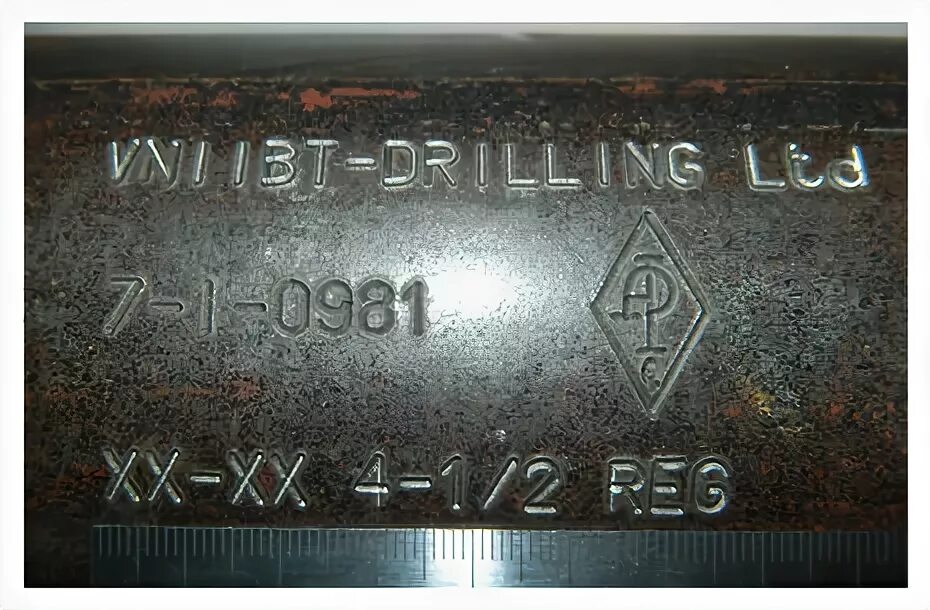 VNIIBT-DRILLING Ltd
7-1-0981
XX-XX 4-1/2 REG